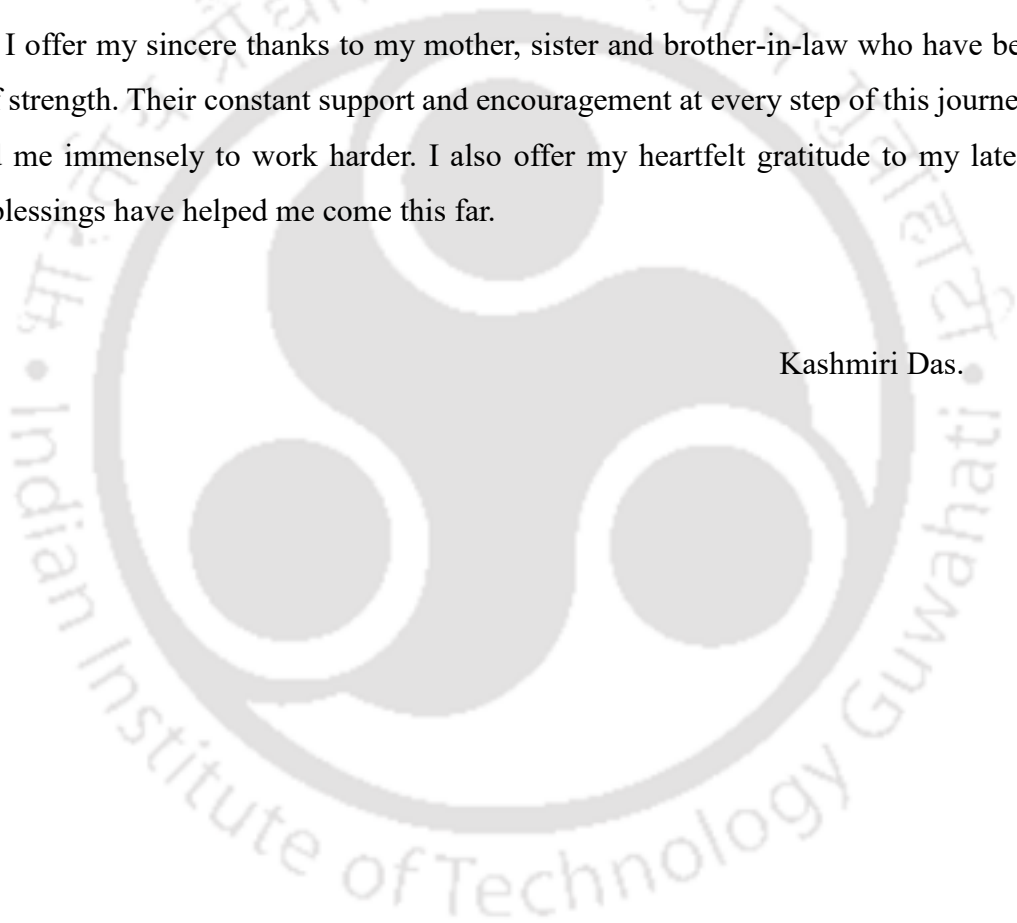 I offer my sincere thanks to my mother, sister and brother-in-law who have be
f strength. Their constant support and encouragement at every step of this journe
me immensely to work harder. I also offer my heartfelt gratitude to my late
blessings have helped me come this far.
Kashmiri Das.
गुवाहाटी
Indian Institute of Technology Guwahati